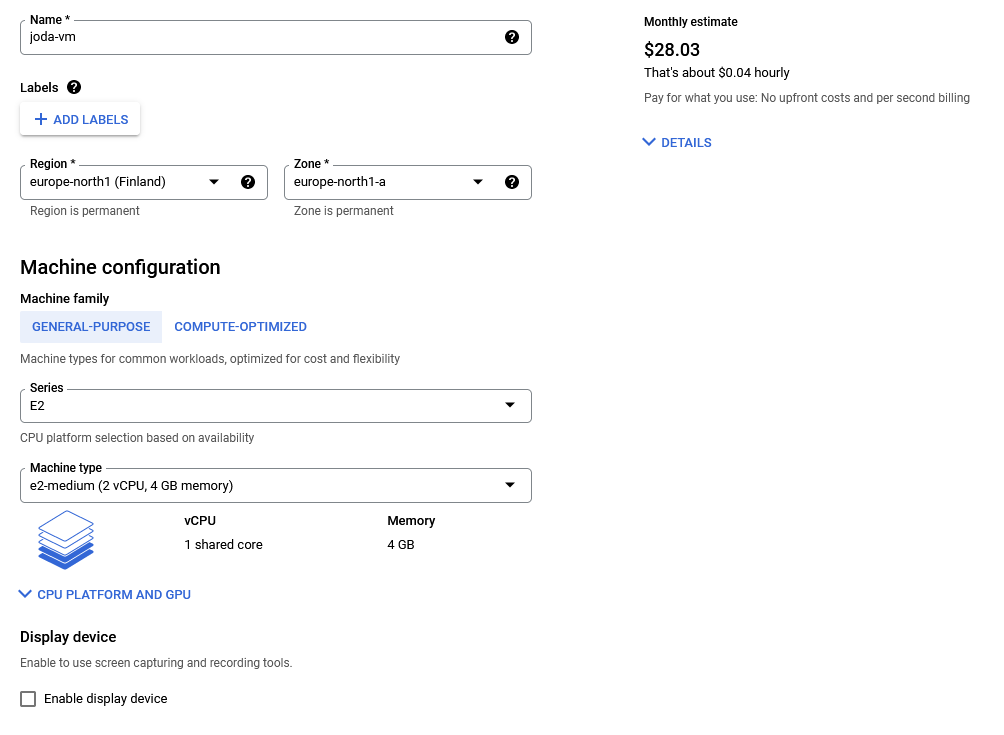 Name *
joda-vm
Labels
ADD LABELS
Region *
europe-north1 (Finland)
Region is permanent
Zone *
europe-north1-a
Zone is permanent
Machine configuration
Machine family
GENERAL-PURPOSE
COMPUTE-OPTIMIZED
Machine types for common workloads, optimized for cost and flexibility
Series
E2
CPU platform selection based on availability
Machine type
e2-medium (2 vCPU, 4 GB memory)
vCPU
1 shared core
Memory
4 GB
CPU PLATFORM AND GPU
Display device
Enable to use screen capturing and recording tools.
Enable display device
Monthly estimate
$28.03
That's about $0.04 hourly
Pay for what you use: No upfront costs and per second billing
DETAILS